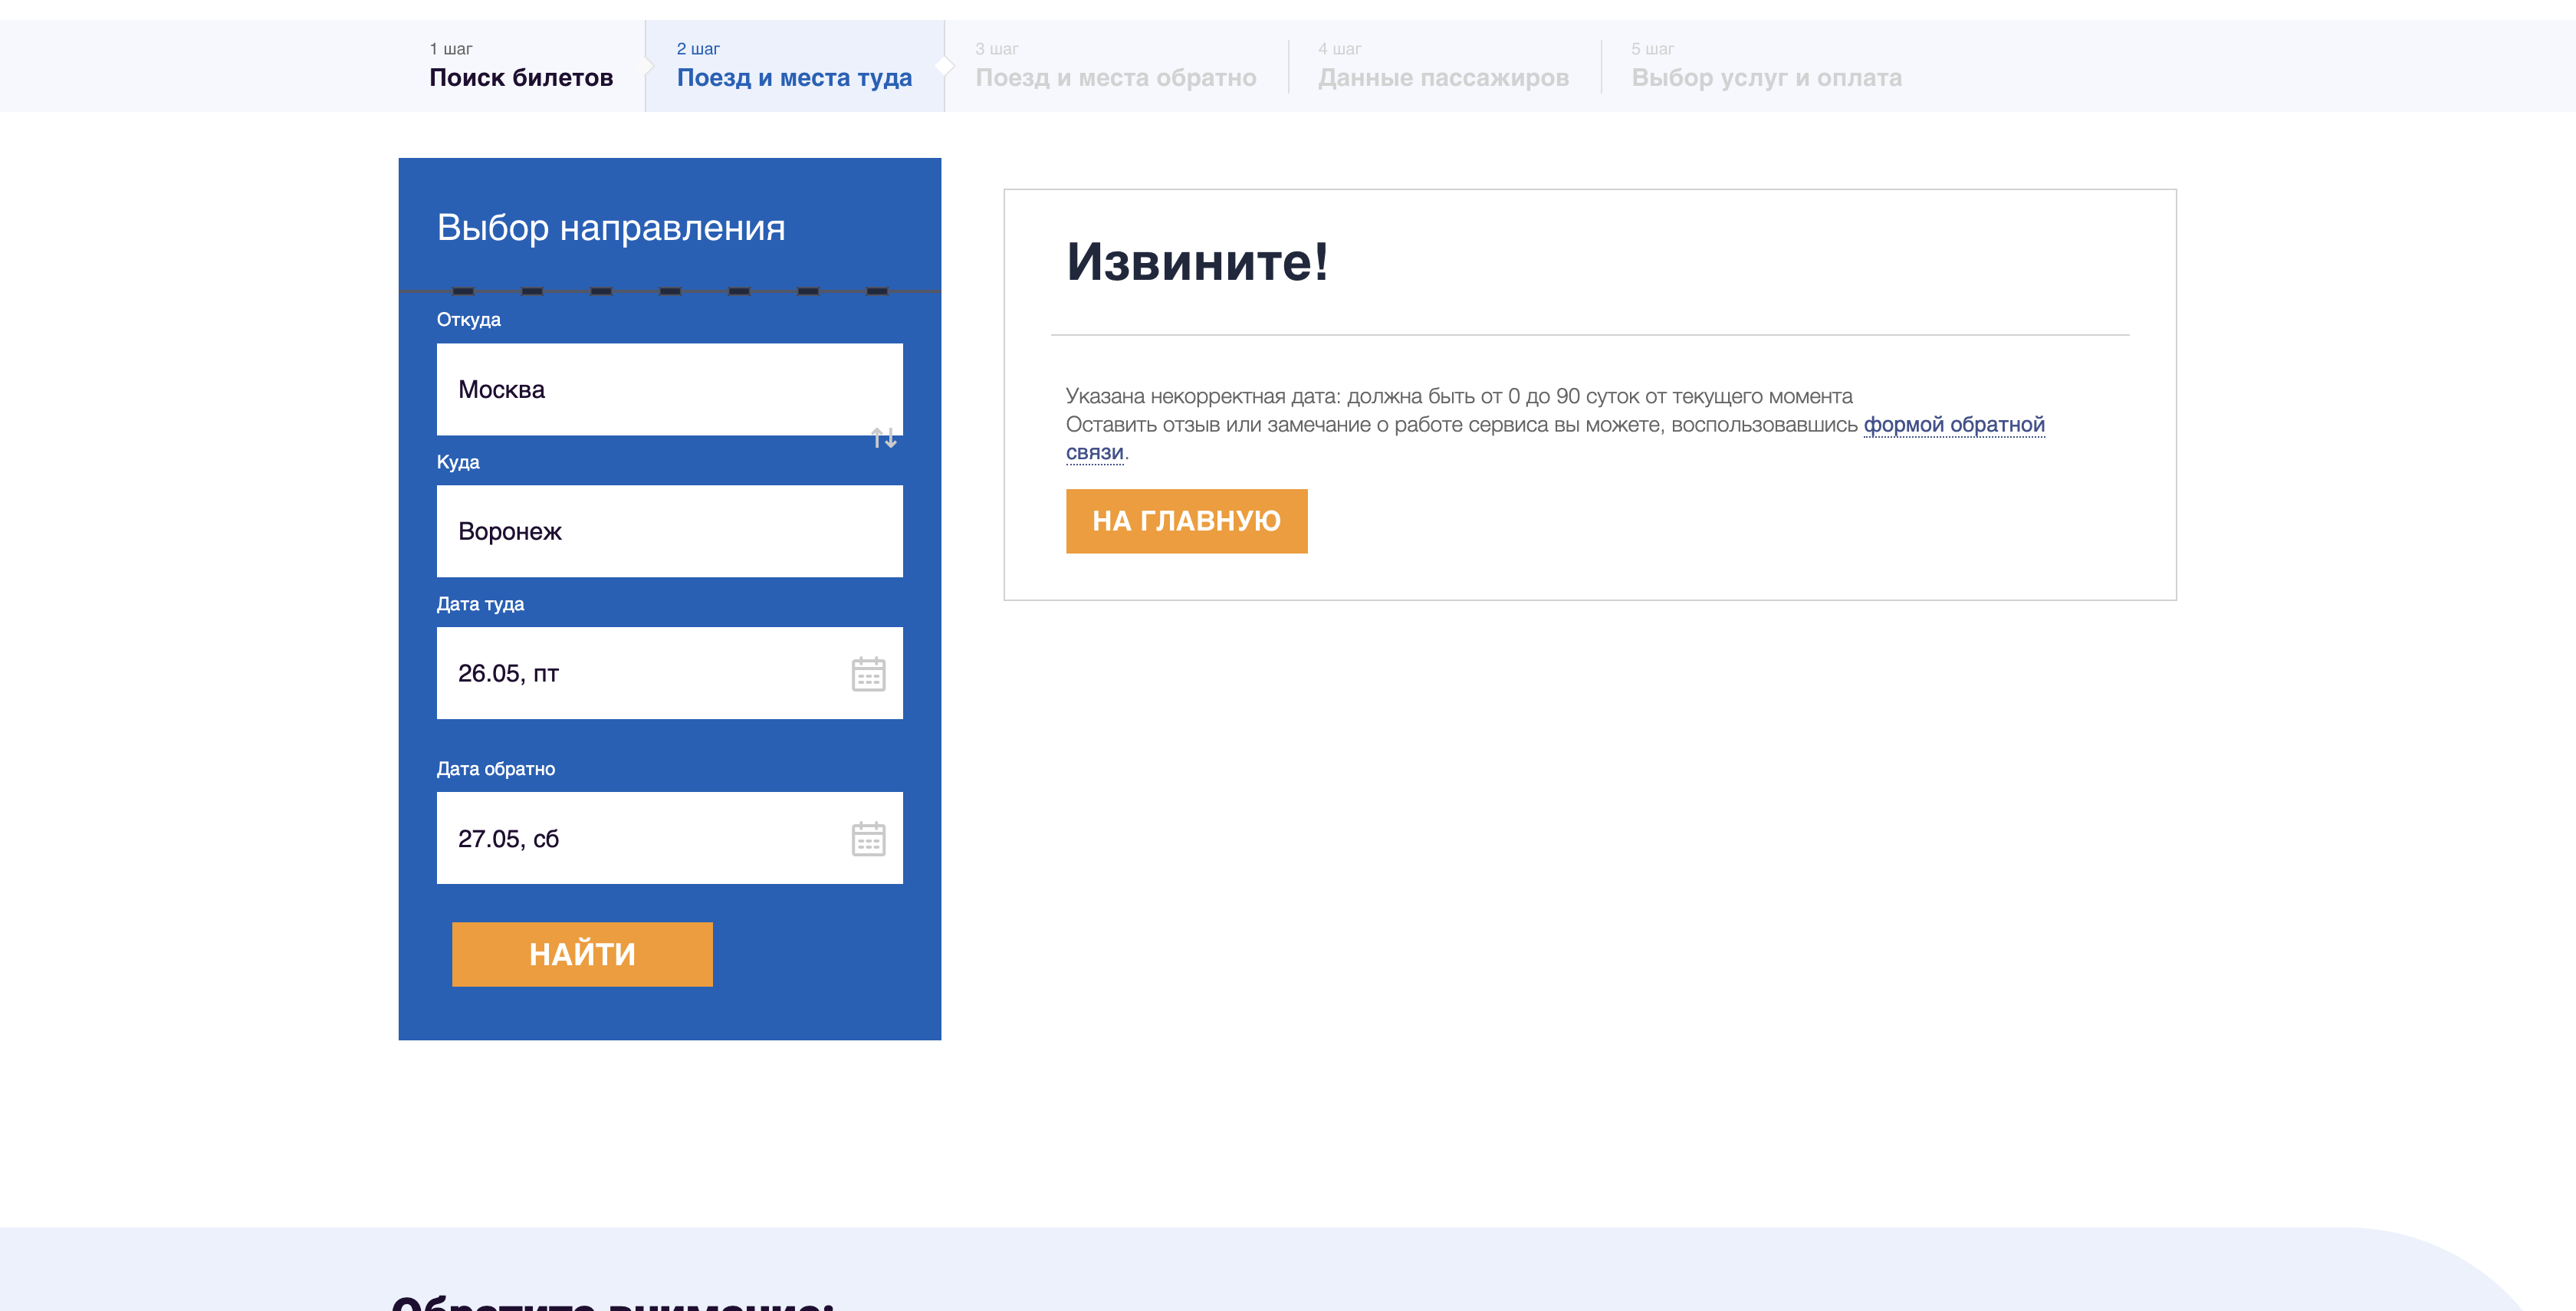 1 шаг
Поиск билетов
2 шаг
Поезд и места туда
3 шаг
Поезд и места обратно
4 шаг
Данные пассажиров
5 шаг
Выбор услуг и оплата
Выбор направления
Откуда
Москва
Куда
Воронеж
Дата туда
26.05, пт
Дата обратно
27.05, сб
НАЙТИ
Извините!
Указана некорректная дата: должна быть от 0 до 90 суток от текущего момента
Оставить отзыв или замечание о работе сервиса вы можете, воспользовавшись формой обратной
связи.
НА ГЛАВНУЮ
Обратите внимание: